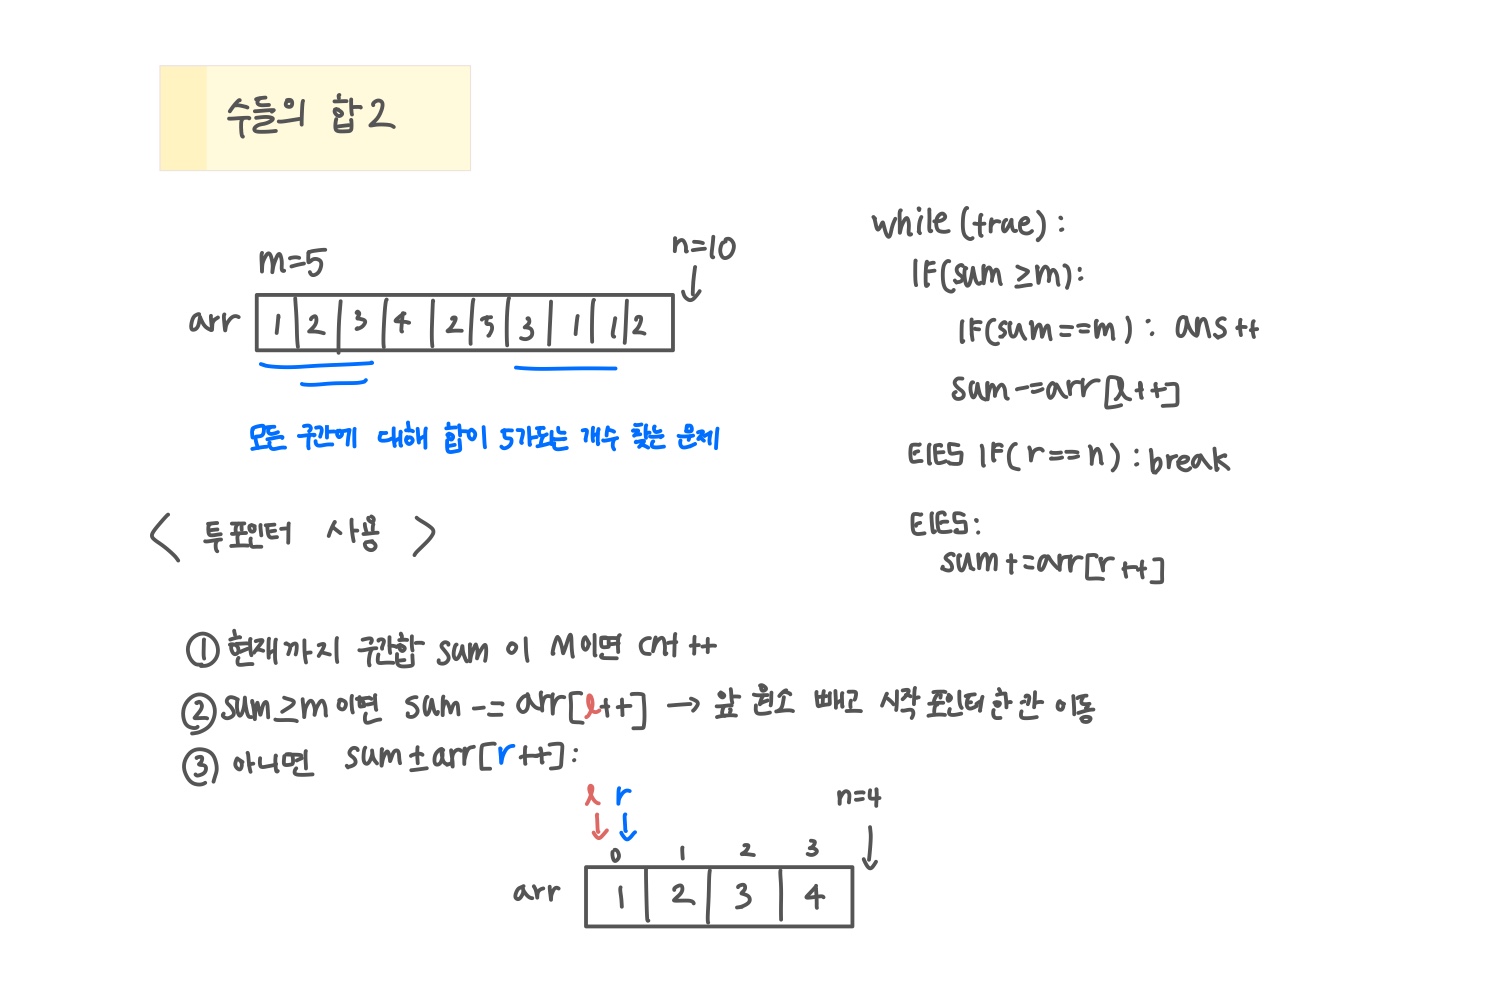 수들의 합 2
m=5
n=10
arr 1 2 3 4 2 5 3 1 1 2
모든 구간에 대해 합이 5가되는 개수 찾는 문제
while (true) :
IF(sum ≥m):
IF(sum==m) : ans++
sum-=arr[l++]
ElES IF(r==n) : break
ElES:
sum+=arr[r++]
< 투포인터 사용 >
① 현재까지 구간합 sum 이 M이면 cnt ++
② sum≥m 이면 sum -= arr[l++] → 앞 원소 빼고 시작 포인터 한 칸 이동
③ 아니면 sum±arr[r++]:
l r
n=4
0 1 2 3
arr 1 2 3 4